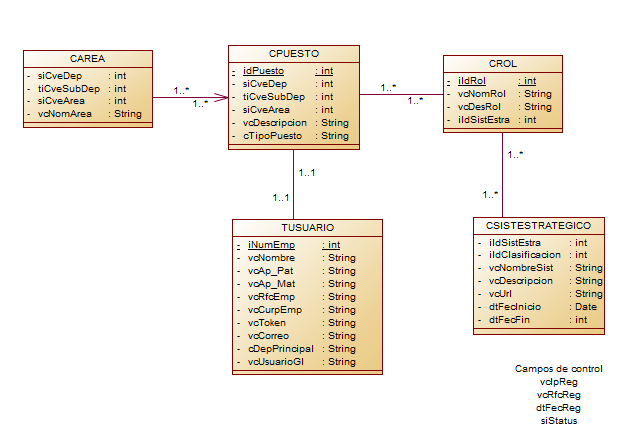 CAREA
- siCveDep : int
- tiCveSubDep : int
- siCveArea : int
- vcNomArea : String
1..*
1..*
CPUESTO
- idPuesto : int
- siCveDep : int
- tiCveSubDep : int
- siCveArea : int
- vcDescripcion : String
- cTipoPuesto : String
1..*
1..*
CROL
- iIdRol : int
- vcNomRol : String
- vcDesRol : String
- iIdSistEstra : int
1..1
1..1
1..*
1..*
TUSUARIO
- iNumEmp : int
- vcNombre : String
- vcAp_Pat : String
- vcAp_Mat : String
- vcRfcEmp : String
- vcCurpEmp : String
- vcToken : String
- vcCorreo : String
- cDepPrincipal : String
- vcUsuarioGI : String
CSISTESTRATEGICO
- iIdSistEstra : int
- iIdClasificacion : int
- vcNombreSist : String
- vcDescripcion : String
- vcUrl : String
- dtFecInicio : Date
- dtFecFin : int
Campos de control
vcIpReg
vcRfcReg
dtFecReg
siStatus